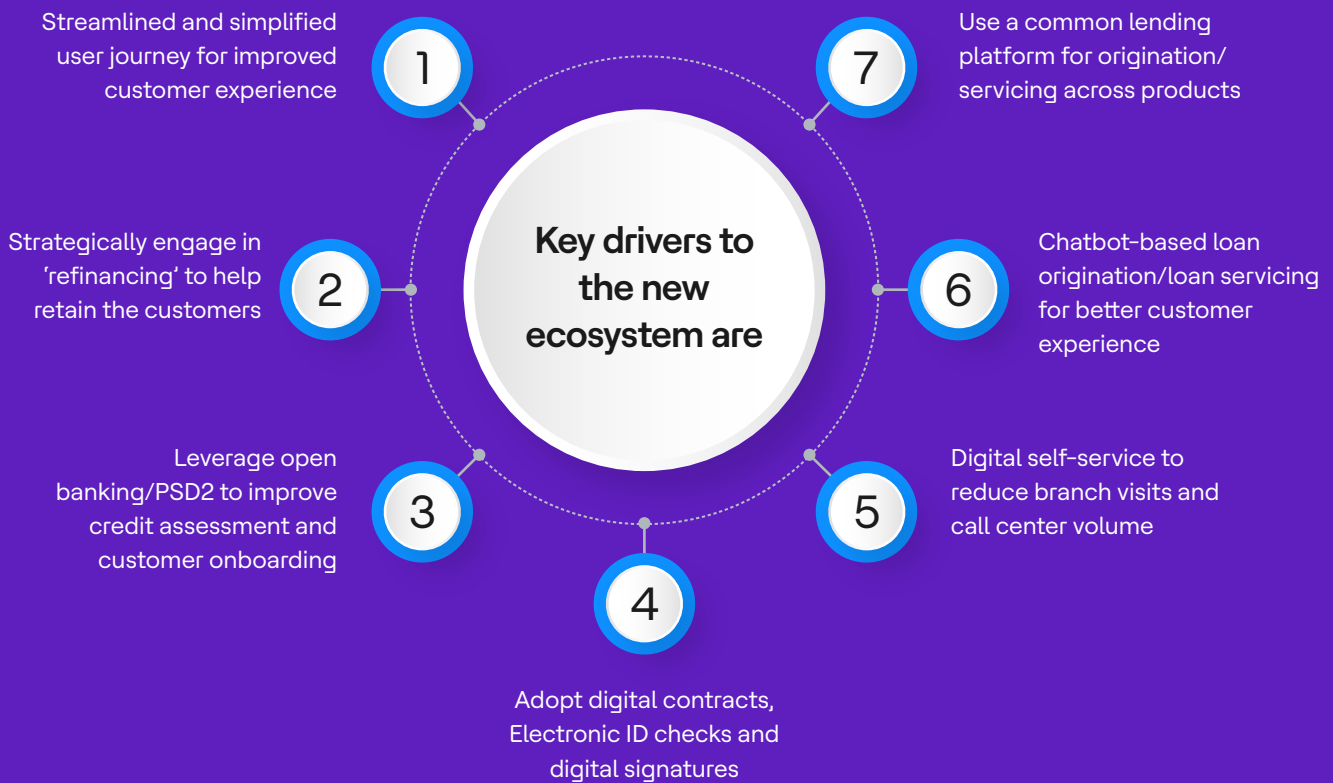 Key drivers to
the new
ecosystem are
1
Streamlined and simplified
user journey for improved
customer experience
2
Strategically engage in
‘refinancing’ to help
retain the customers
3
Leverage open
banking/PSD2 to improve
credit assessment and
customer onboarding
4
Adopt digital contracts,
Electronic ID checks and
digital signatures
5
Digital self-service to
reduce branch visits and
call center volume
6
Chatbot-based loan
origination/loan servicing
for better customer
experience
7
Use a common lending
platform for origination/
servicing across products